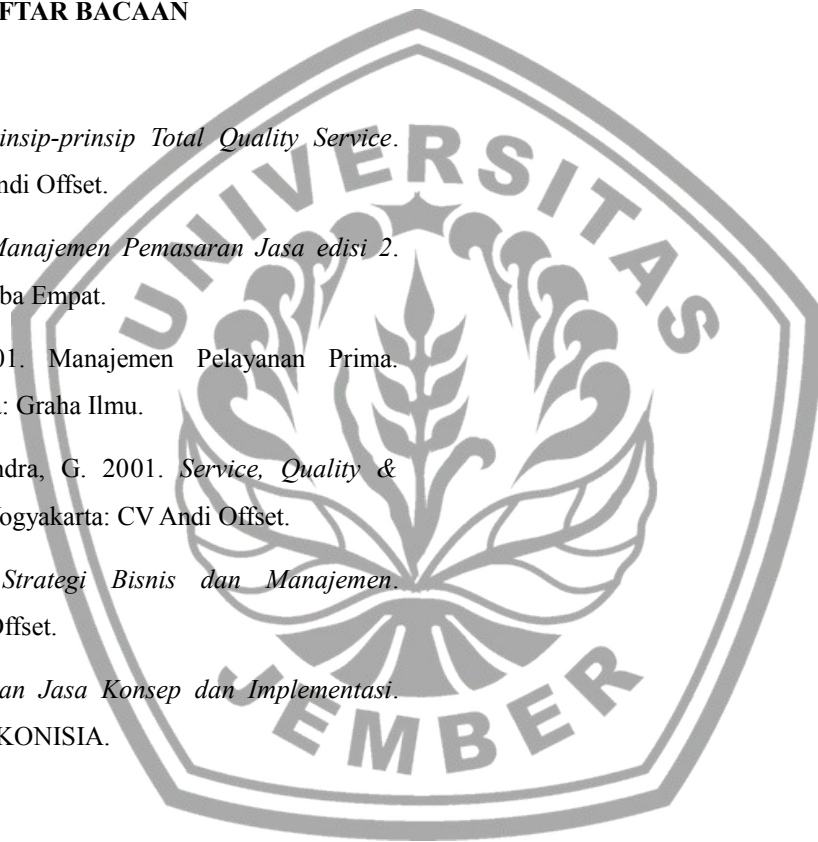 FTAR BACAAN
insip-prinsip Total Quality Service.
ndi Offset.
Manajemen Pemasaran Jasa edisi 2.
ba Empat.
01. Manajemen Pelayanan Prima.
a: Graha Ilmu.
ndra, G. 2001. Service, Quality &
Yogyakarta: CV Andi Offset.
Strategi Bisnis dan Manajemen.
Offset.
an Jasa Konsep dan Implementasi.
KONISIA.
UNIVERSITAS
JEMBER